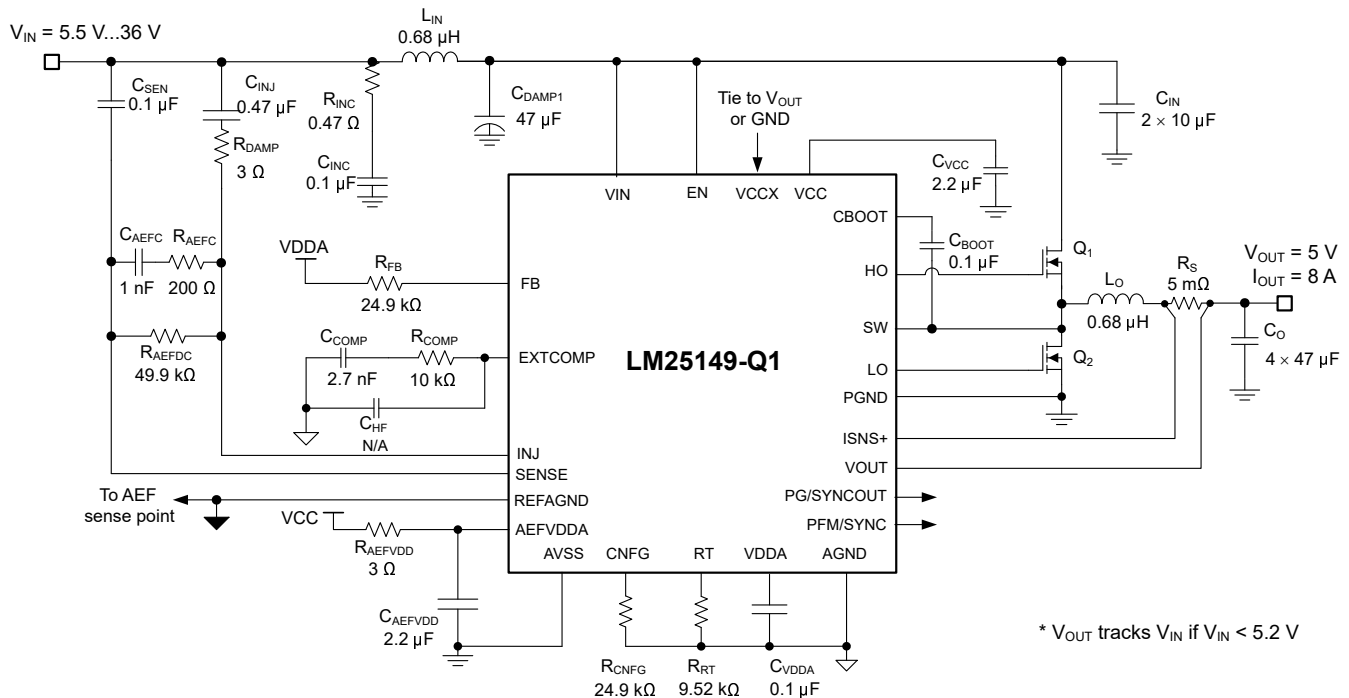 V_IN = 5.5 V...36 V
L_IN
0.68 µH
C_SEN
0.1 µF
C_INJ
0.47 µF
R_DAMP
3 Ω
R_INC
0.47 Ω
C_INC
0.1 µF
C_DAMP1
47 µF
Tie to V_OUT
or GND
C_VCC
2.2 µF
C_IN
2 × 10 µF
VIN
EN
VCCX
VCC
CBOOT
C_BOOT
0.1 µF
HO
Q_1
V_OUT = 5 V
I_OUT = 8 A
L_O
0.68 µH
R_S
5 mΩ
C_O
4 × 47 µF
SW
Q_2
LO
PGND
ISNS+
VOUT
PG/SYNCOUT
PFM/SYNC
C_AEFC
1 nF
R_AEFC
200 Ω
R_AEFDC
49.9 kΩ
VDDA
R_FB
24.9 kΩ
FB
C_COMP
2.7 nF
R_COMP
10 kΩ
EXTCOMP
LM25149-Q1
C_HF
N/A
INJ
SENSE
REFAGND
To AEF
sense point
AEFVDDA
VCC
R_AEFVDD
3 Ω
C_AEFVDD
2.2 µF
AVSS
CNFG
RT
VDDA
AGND
R_CNFG
24.9 kΩ
R_RT
9.52 kΩ
C_VDDA
0.1 µF
* V_OUT tracks V_IN if V_IN < 5.2 V